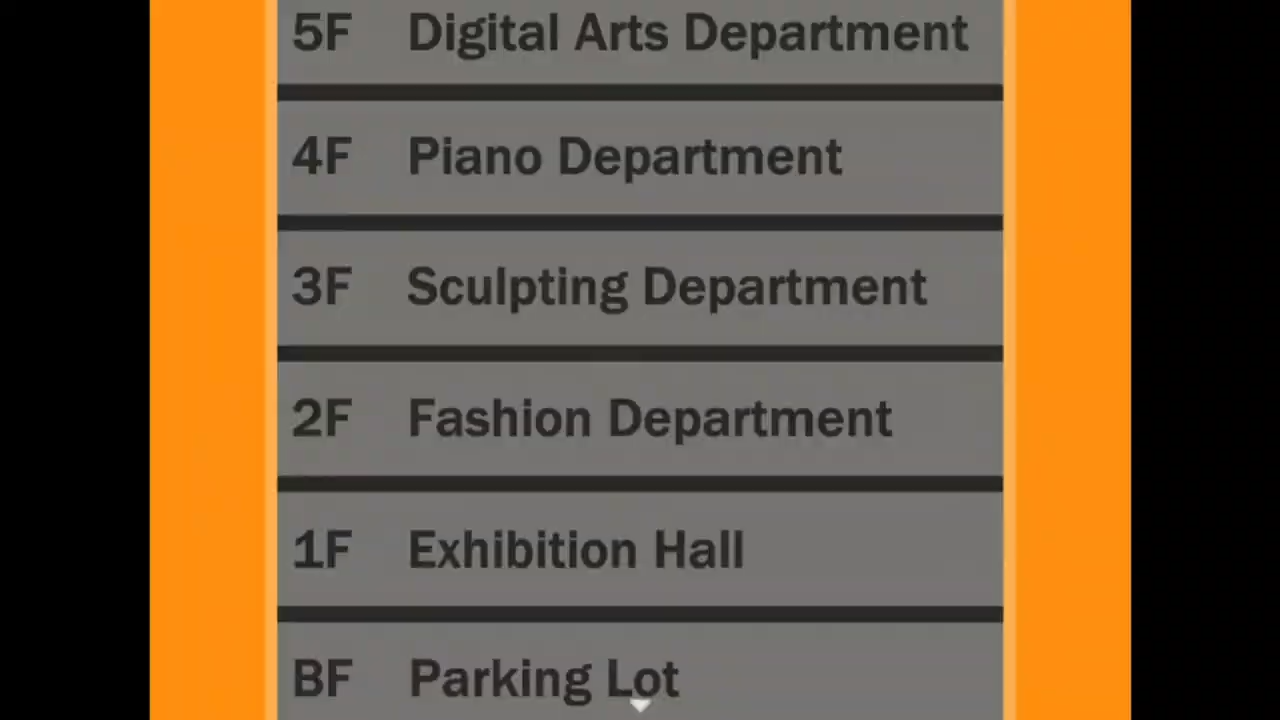 5F Digital Arts Department
4F Piano Department
3F Sculpting Department
2F Fashion Department
1F Exhibition Hall
BF Parking Lot